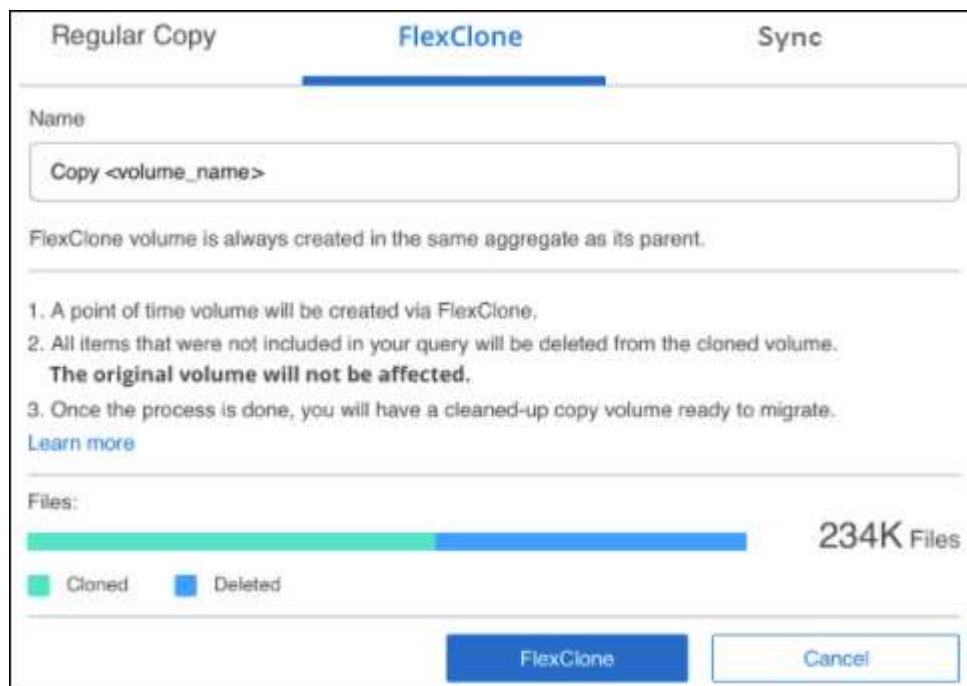 Regular Copy FlexClone Sync
Name
Copy <volume_name>
FlexClone volume is always created in the same aggregate as its parent.
1. A point of time volume will be created via FlexClone.
2. All items that were not included in your query will be deleted from the cloned volume.
The original volume will not be affected.
3. Once the process is done, you will have a cleaned-up copy volume ready to migrate.
Learn more
Files:
234K Files
Cloned Deleted
FlexClone Cancel